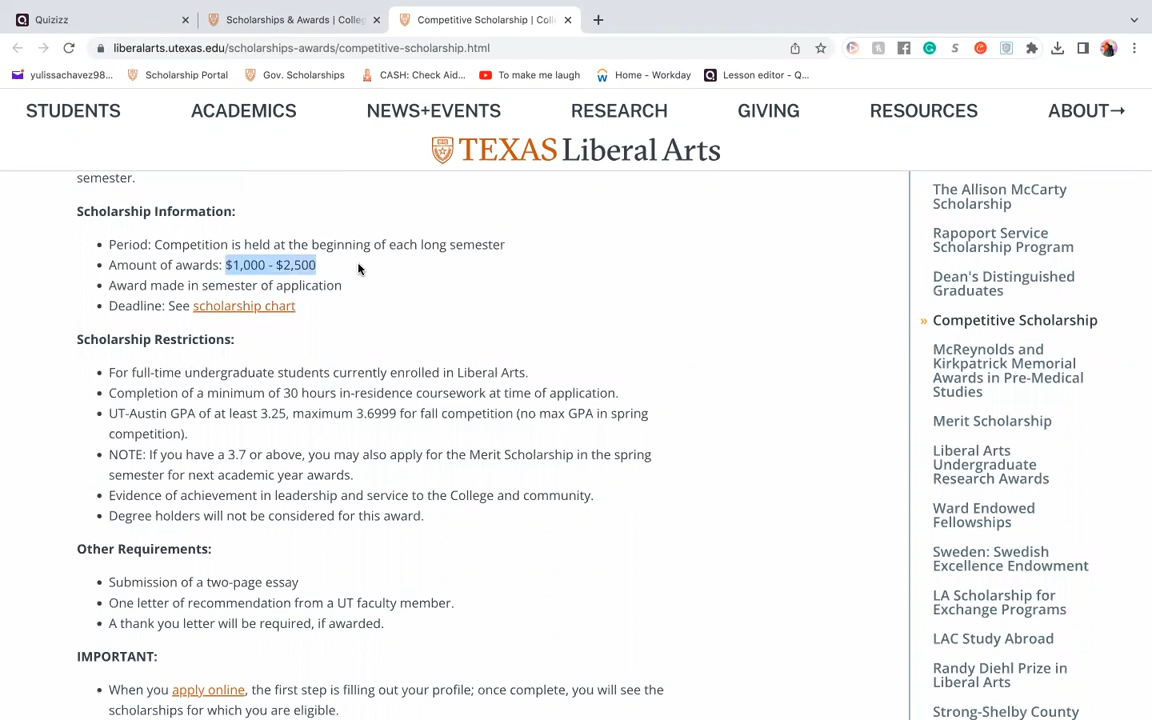 Quizizz
Scholarships & Awards | Colle
Competitive Scholarship | Coll
liberalarts.utexas.edu/scholarships-awards/competitive-scholarship.html
yulissachavez98...
Scholarship Portal
Gov. Scholarships
CASH: Check Aid...
To make me laugh
Home - Workday
Lesson editor - Q...
STUDENTS ACADEMICS NEWS+EVENTS RESEARCH GIVING RESOURCES ABOUT→
TEXAS Liberal Arts
semester.
Scholarship Information:
• Period: Competition is held at the beginning of each long semester
• Amount of awards: $1,000 - $2,500
• Award made in semester of application
• Deadline: See scholarship chart
Scholarship Restrictions:
• For full-time undergraduate students currently enrolled in Liberal Arts.
• Completion of a minimum of 30 hours in-residence coursework at time of application.
• UT-Austin GPA of at least 3.25, maximum 3.6999 for fall competition (no max GPA in spring
competition).
• NOTE: If you have a 3.7 or above, you may also apply for the Merit Scholarship in the spring
semester for next academic year awards.
• Evidence of achievement in leadership and service to the College and community.
• Degree holders will not be considered for this award.
Other Requirements:
• Submission of a two-page essay
• One letter of recommendation from a UT faculty member.
• A thank you letter will be required, if awarded.
IMPORTANT:
• When you apply online, the first step is filling out your profile; once complete, you will see the
scholarships for which you are eligible.
The Allison McCarty
Scholarship
Rapoport Service
Scholarship Program
Dean's Distinguished
Graduates
» Competitive Scholarship
McReynolds and
Kirkpatrick Memorial
Awards in Pre-Medical
Studies
Merit Scholarship
Liberal Arts
Undergraduate
Research Awards
Ward Endowed
Fellowships
Sweden: Swedish
Excellence Endowment
LA Scholarship for
Exchange Programs
LAC Study Abroad
Randy Diehl Prize in
Liberal Arts
Strong-Shelby County